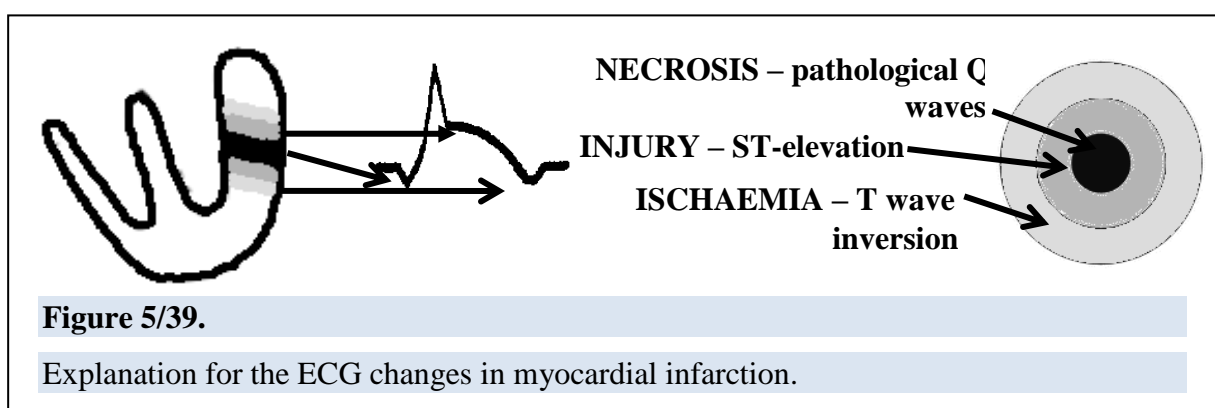 NECROSIS – pathological Q
waves
INJURY – ST-elevation
ISCHAEMIA – T wave
inversion
Figure 5/39.
Explanation for the ECG changes in myocardial infarction.